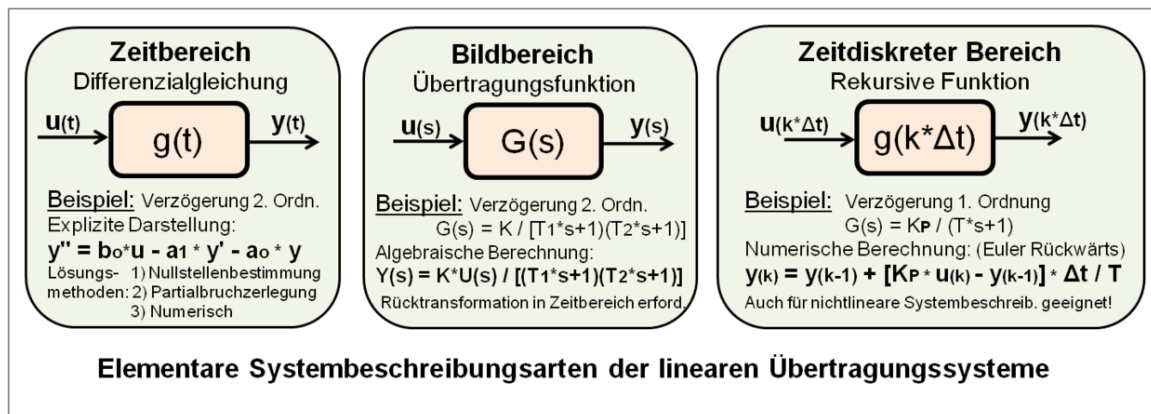 Zeitbereich
Differenzialgleichung
u(t)
g(t)
y(t)
Beispiel: Verzögerung 2. Ordn.
Explizite Darstellung:
y'' = b₀*u - a₁ * y' - a₀ * y
Lösungs- 1) Nullstellenbestimmung
methoden: 2) Partialbruchzerlegung
3) Numerisch
Bildbereich
Übertragungsfunktion
u(s)
G(s)
y(s)
Beispiel: Verzögerung 2. Ordn.
G(s) = K / [T₁*s+1)(T₂*s+1)]
Algebraische Berechnung:
Y(s) = K*U(s) / [(T₁*s+1)(T₂*s+1)]
Rücktransformation in Zeitbereich erford.
Zeitdiskreter Bereich
Rekursive Funktion
u(k*Δt)
g(k*Δt)
y(k*Δt)
Beispiel: Verzögerung 1. Ordnung
G(s) = KP / (T*s+1)
Numerische Berechnung: (Euler Rückwärts)
y(k) = y(k-1) + [KP * u(k) - y(k-1)] * Δt / T
Auch für nichtlineare Systembeschreib. geeignet!
Elementare Systembeschreibungsarten der linearen Übertragungssysteme